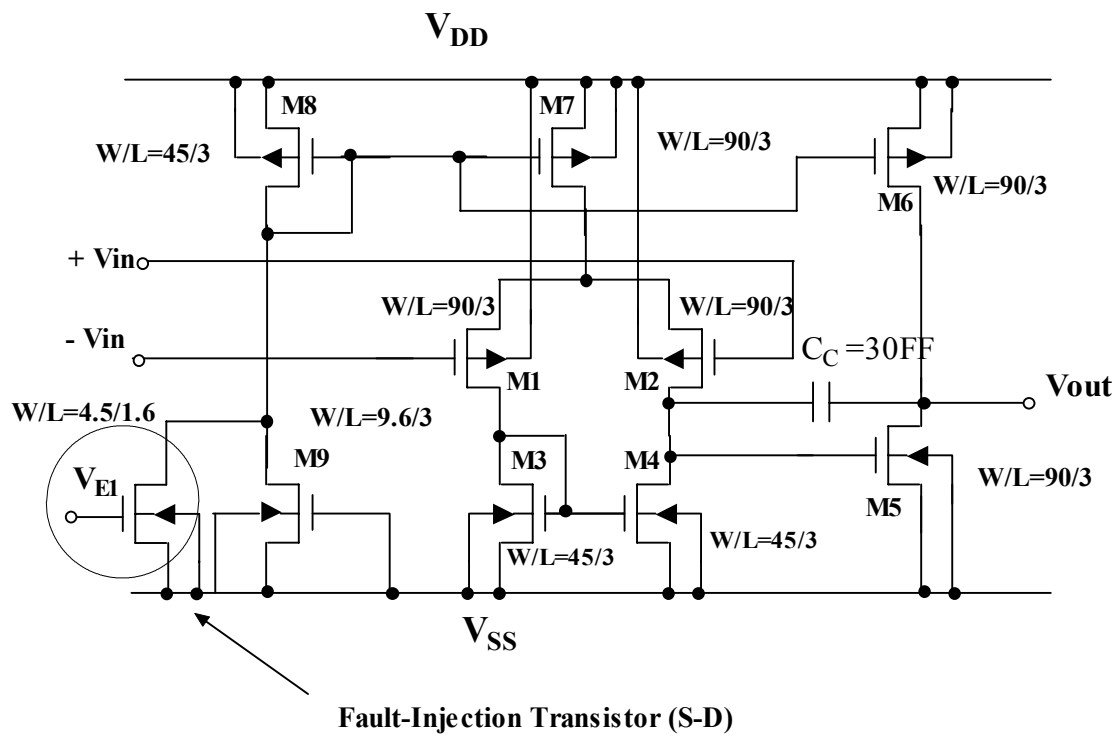 V_DD
M8
M7
W/L=45/3
W/L=90/3
W/L=90/3
M6
+ Vin
W/L=90/3
W/L=90/3
- Vin
C_C =30FF
M1
M2
Vout
W/L=4.5/1.6
W/L=9.6/3
V_E1
M9
M3
M4
W/L=90/3
M5
W/L=45/3
W/L=45/3
V_SS
Fault-Injection Transistor (S-D)